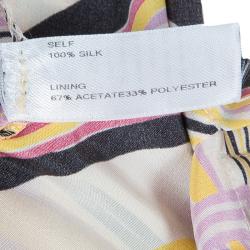 SELF
100% SILK
LINING
67% ACETATE33% POLYESTER